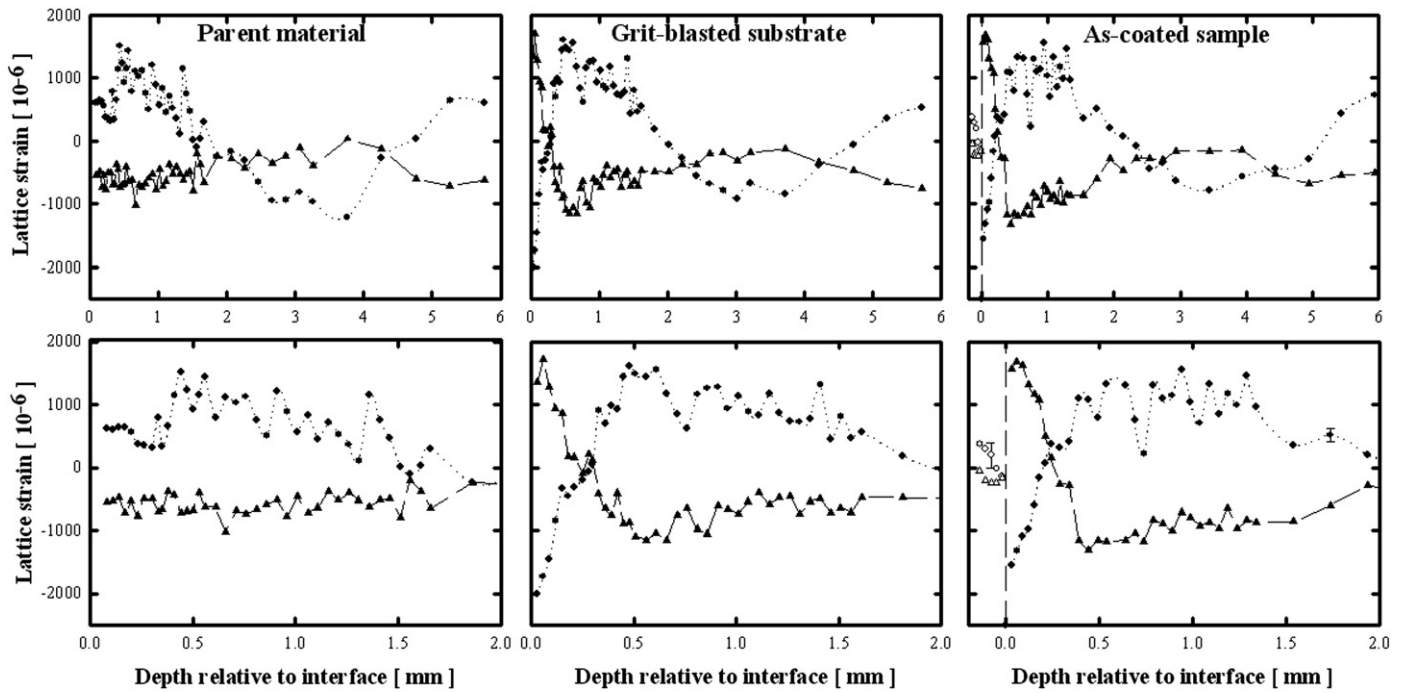 Parent material
Grit-blasted substrate
As-coated sample
Lattice strain [ 10-6 ]
2000
1000
0
-1000
-2000
0 1 2 3 4 5 6
0 1 2 3 4 5 6
0 1 2 3 4 5 6
Lattice strain [ 10-6 ]
2000
1000
0
-1000
-2000
0.0 0.5 1.0 1.5 2.0
0.0 0.5 1.0 1.5 2.0
0.0 0.5 1.0 1.5 2.0
Depth relative to interface [ mm ]
Depth relative to interface [ mm ]
Depth relative to interface [ mm ]